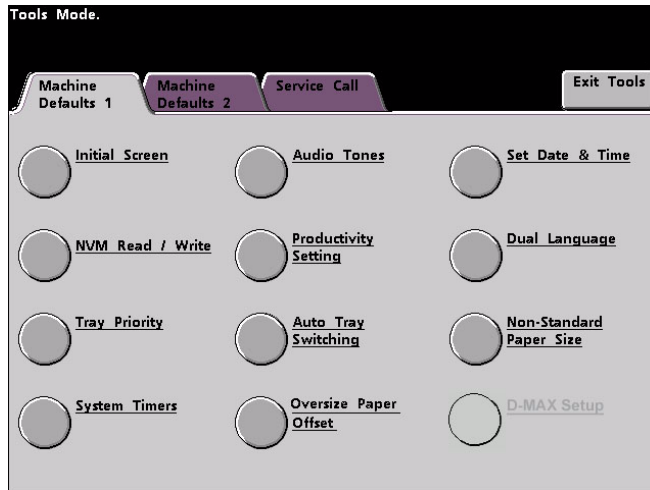 Tools Mode.
Machine
Defaults 1
Machine
Defaults 2
Service Call
Exit Tools
Initial Screen
Audio Tones
Set Date & Time
NVM Read / Write
Productivity
Setting
Dual Language
Tray Priority
Auto Tray
Switching
Non-Standard
Paper Size
System Timers
Oversize Paper
Offset
D-MAX Setup